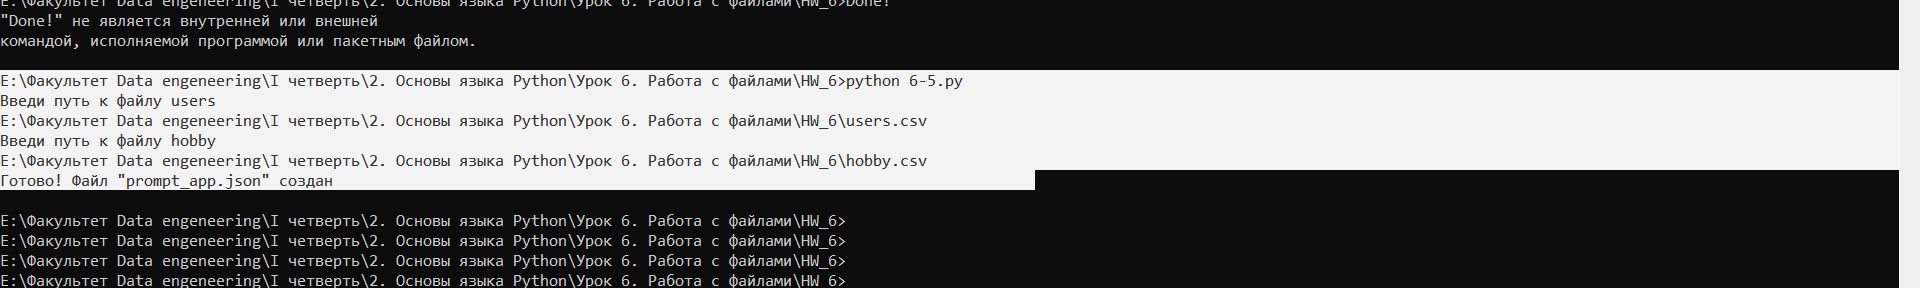 E:\Факультет Data engeneering\I четверть\2. Основы языка Python\Урок 6. Работа с файлами\HW_6>Done!
"Done!" не является внутренней или внешней
командой, исполняемой программой или пакетным файлом.
E:\Факультет Data engeneering\I четверть\2. Основы языка Python\Урок 6. Работа с файлами\HW_6>python 6-5.py
Введи путь к файлу users
E:\Факультет Data engeneering\I четверть\2. Основы языка Python\Урок 6. Работа с файлами\HW_6\users.csv
Введи путь к файлу hobby
E:\Факультет Data engeneering\I четверть\2. Основы языка Python\Урок 6. Работа с файлами\HW_6\hobby.csv
Готово! Файл "prompt_app.json" создан
E:\Факультет Data engeneering\I четверть\2. Основы языка Python\Урок 6. Работа с файлами\HW_6>
E:\Факультет Data engeneering\I четверть\2. Основы языка Python\Урок 6. Работа с файлами\HW_6>
E:\Факультет Data engeneering\I четверть\2. Основы языка Python\Урок 6. Работа с файлами\HW_6>
E:\Факультет Data engeneering\I четверть\2. Основы языка Python\Урок 6. Работа с файлами\HW_6>